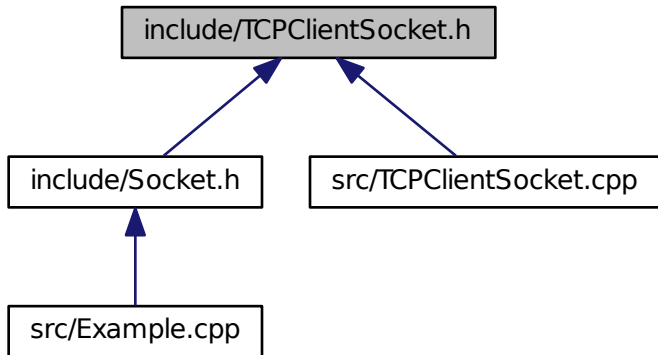 include/TCPClientSocket.h
include/Socket.h
src/TCPClientSocket.cpp
src/Example.cpp